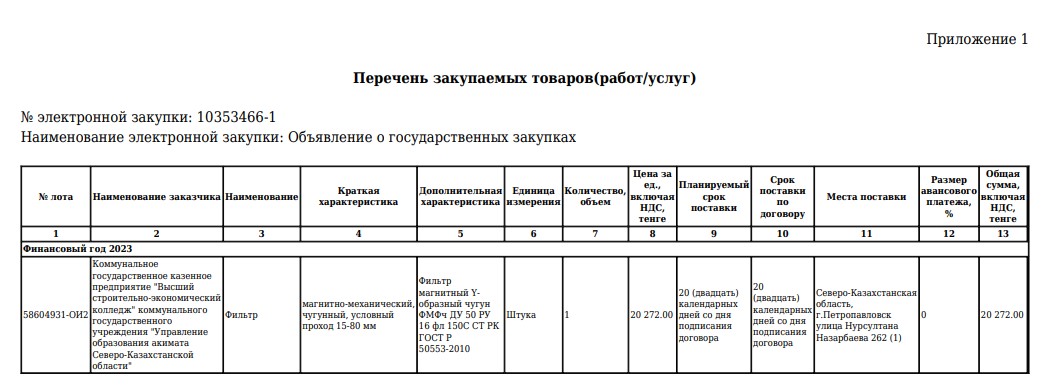 Приложение 1
Перечень закупаемых товаров(работ/услуг)
№ электронной закупки: 10353466-1
Наименование электронной закупки: Объявление о государственных закупках
№ лота
Наименование заказчика
Наименование
Краткая
характеристика
Дополнительная
характеристика
Единица
измерения
Количество,
объем
Цена за
ед.,
включая
НДС,
тенге
Планируемый
срок
поставки
Срок
поставки
по
договору
Места поставки
Размер
авансового
платежа,
%
Общая
сумма,
включая
НДС,
тенге
1 2 3 4 5 6 7 8 9 10 11 12 13
Финансовый год 2023
58604931-ОИ2
Коммунальное
государственное казенное
предприятие "Высший
строительно-экономический
колледж" коммунального
государственного
учреждения "Управление
образования акимата
Северо-Казахстанской
области"
Фильтр
магнитно-механический,
чугунный, условный
проход 15-80 мм
Фильтр
магнитный Y-
образный чугун
ФМФч ДУ 50 РУ
16 фл 150С СТ РК
ГОСТ Р
50553-2010
Штука
1
20 272.00
20 (двадцать)
календарных
дней со дня
подписания
договора
20
(двадцать)
календарных
дней со дня
подписания
договора
Северо-Казахстанская
область,
г.Петропавловск
улица Нурсултана
Назарбаева 262 (1)
0
20 272.00